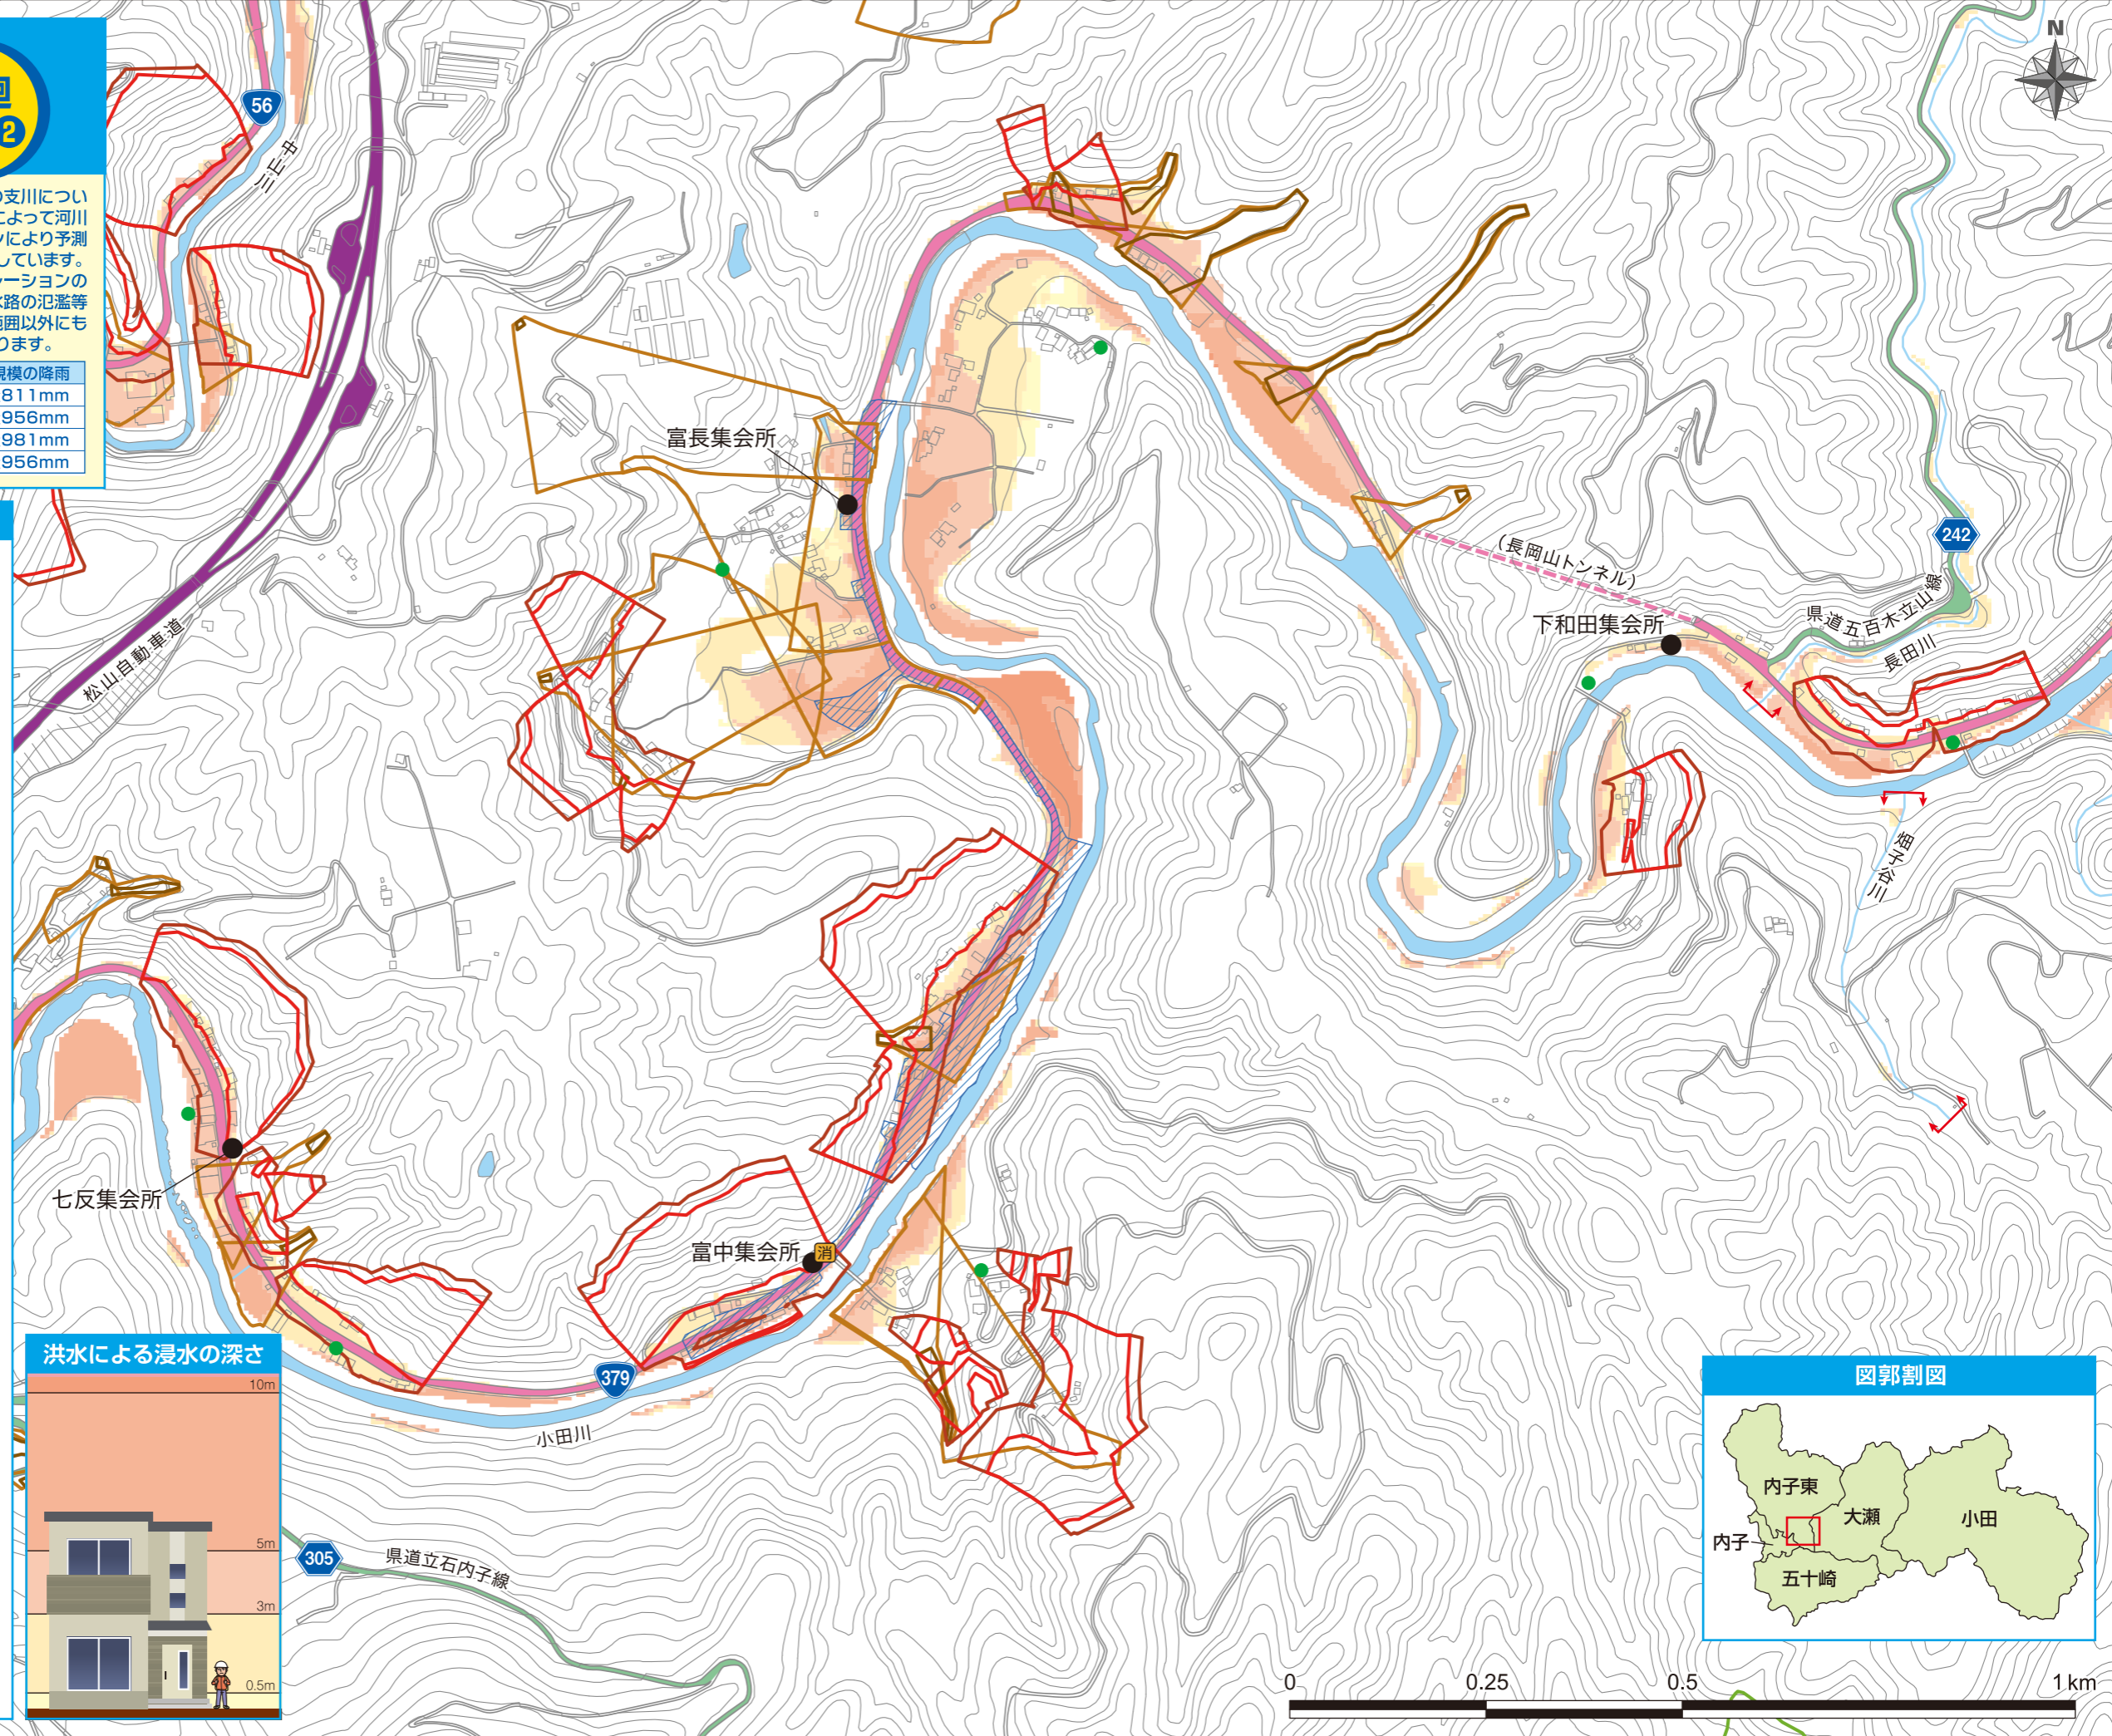 2
の支川につい
によって河川
ンにより予測
しています。
レーションの
水路の氾濫等
範囲以外にも
ります。
規模の降雨
811mm
956mm
981mm
956mm
56
中山川
N
松山自動車道
富長集会所
(長岡山トンネル)
242
県道五百木立山線
下和田集会所
長田川
畑子谷川
七反集会所
富中集会所
消
379
小田川
305
県道立石内子線
洪水による浸水の深さ
10m
5m
3m
0.5m
図郭割図
内子東
大瀬
小田
内子
五十崎
0 0.25 0.5 1km